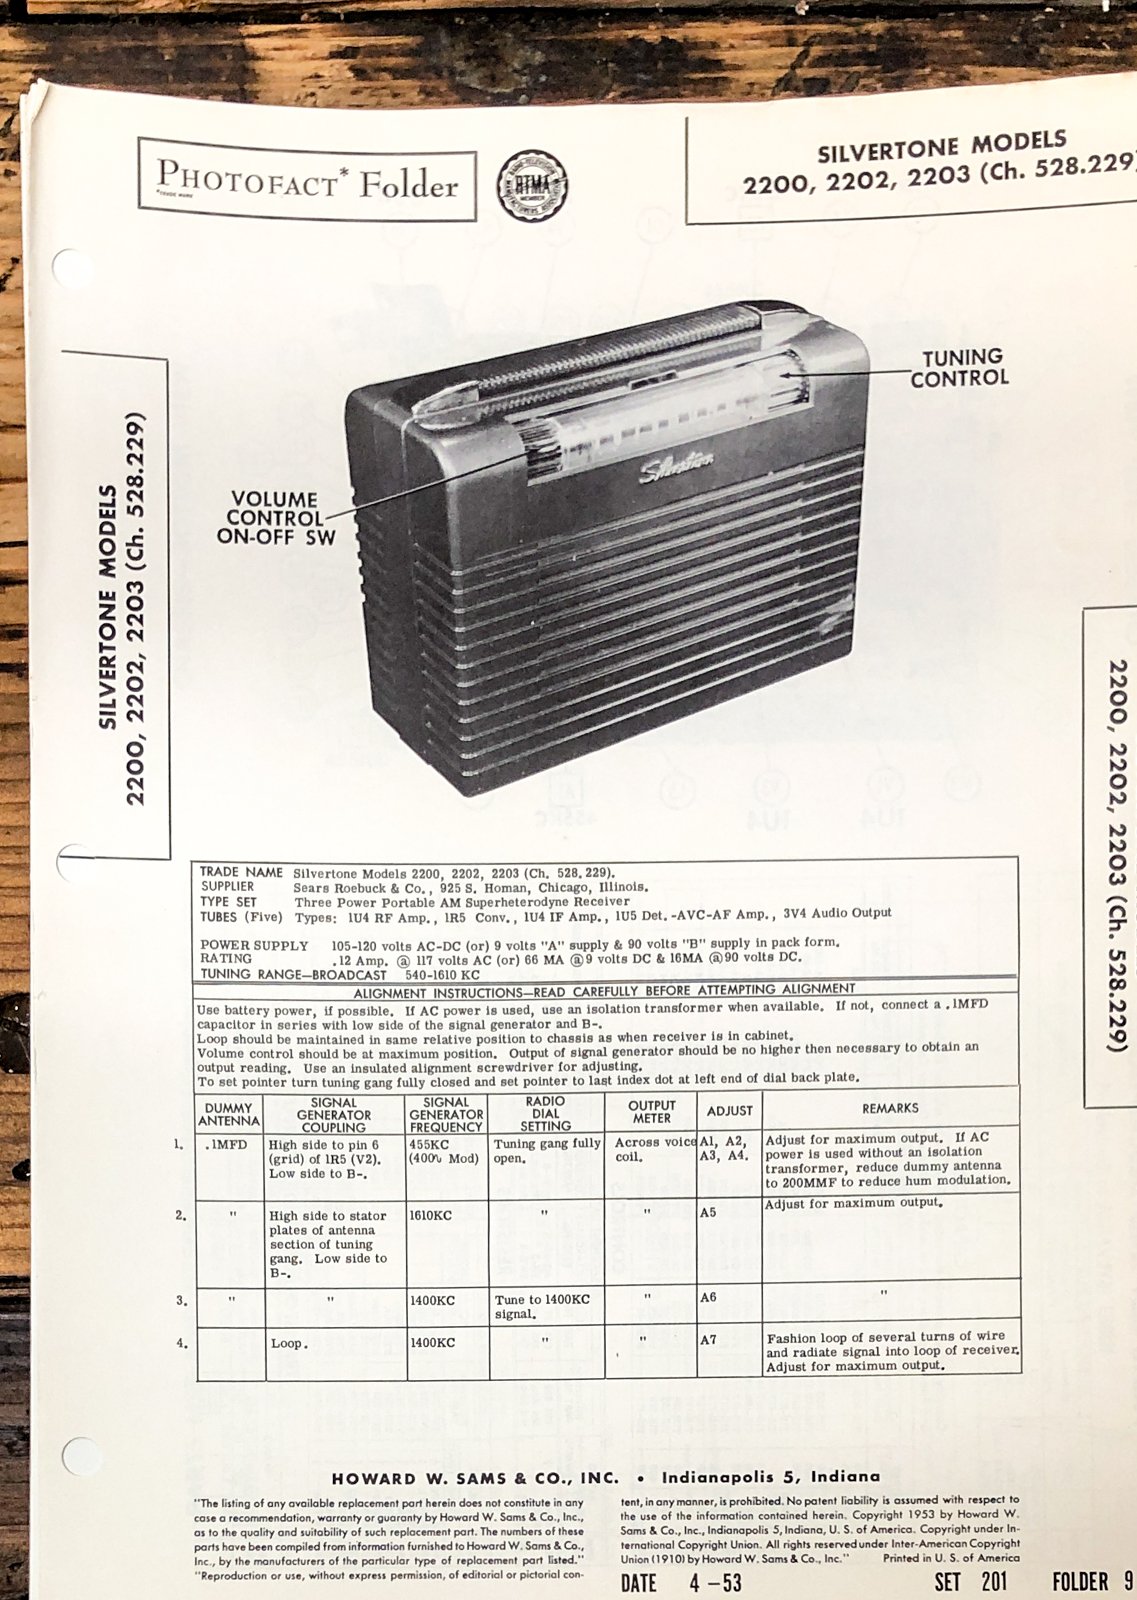 PHOTOFACT* Folder
*TRADE MARK
RTMA
SILVERTONE MODELS
2200, 2202, 2203 (Ch. 528.229)
SILVERTONE MODELS
2200, 2202, 2203 (Ch. 528.229)
2200, 2202, 2203 (Ch. 528.229)
TUNING
CONTROL
Silvertone
VOLUME
CONTROL
ON-OFF SW
TRADE NAME Silvertone Models 2200, 2202, 2203 (Ch. 528.229).
SUPPLIER Sears Roebuck & Co., 925 S. Homan, Chicago, Illinois.
TYPE SET Three Power Portable AM Superheterodyne Receiver
TUBES (Five) Types: 1U4 RF Amp., 1R5 Conv., 1U4 IF Amp., 1U5 Det.-AVC-AF Amp., 3V4 Audio Output
POWER SUPPLY 105-120 volts AC-DC (or) 9 volts "A" supply & 90 volts "B" supply in pack form.
RATING .12 Amp. @ 117 volts AC (or) 66 MA @9 volts DC & 16MA @90 volts DC.
TUNING RANGE—BROADCAST 540-1610 KC
ALIGNMENT INSTRUCTIONS—READ CAREFULLY BEFORE ATTEMPTING ALIGNMENT
Use battery power, if possible. If AC power is used, use an isolation transformer when available. If not, connect a .1MFD
capacitor in series with low side of the signal generator and B-.
Loop should be maintained in same relative position to chassis as when receiver is in cabinet.
Volume control should be at maximum position. Output of signal generator should be no higher then necessary to obtain an
output reading. Use an insulated alignment screwdriver for adjusting.
To set pointer turn tuning gang fully closed and set pointer to last index dot at left end of dial back plate.
DUMMY
ANTENNA
SIGNAL
GENERATOR
COUPLING
SIGNAL
GENERATOR
FREQUENCY
RADIO
DIAL
SETTING
OUTPUT
METER
ADJUST
REMARKS
1. .1MFD
High side to pin 6
(grid) of 1R5 (V2).
Low side to B-.
455KC
(400∿ Mod)
Tuning gang fully
open.
Across voice
coil.
A1, A2,
A3, A4.
Adjust for maximum output. If AC
power is used without an isolation
transformer, reduce dummy antenna
to 200MMF to reduce hum modulation.
2. "
High side to stator
plates of antenna
section of tuning
gang. Low side to
B-.
1610KC
"
"
A5
Adjust for maximum output.
3. "
"
1400KC
Tune to 1400KC
signal.
"
A6
"
4.
Loop.
1400KC
"
"
A7
Fashion loop of several turns of wire
and radiate signal into loop of receiver.
Adjust for maximum output.
HOWARD W. SAMS & CO., INC. • Indianapolis 5, Indiana
"The listing of any available replacement part herein does not constitute in any
case a recommendation, warranty or guaranty by Howard W. Sams & Co., Inc.,
as to the quality and suitability of such replacement part. The numbers of these
parts have been compiled from information furnished to Howard W. Sams & Co.,
Inc., by the manufacturers of the particular type of replacement part listed."
"Reproduction or use, without express permission, of editorial or pictorial con-
tent, in any manner, is prohibited. No patent liability is assumed with respect to
the use of the information contained herein. Copyright 1953 by Howard W.
Sams & Co., Inc., Indianapolis 5, Indiana, U. S. of America. Copyright under In-
ternational Copyright Union. All rights reserved under Inter-American Copyright
Union (1910) by Howard W. Sams & Co., Inc." Printed in U. S. of America
DATE 4 -53 SET 201 FOLDER 9